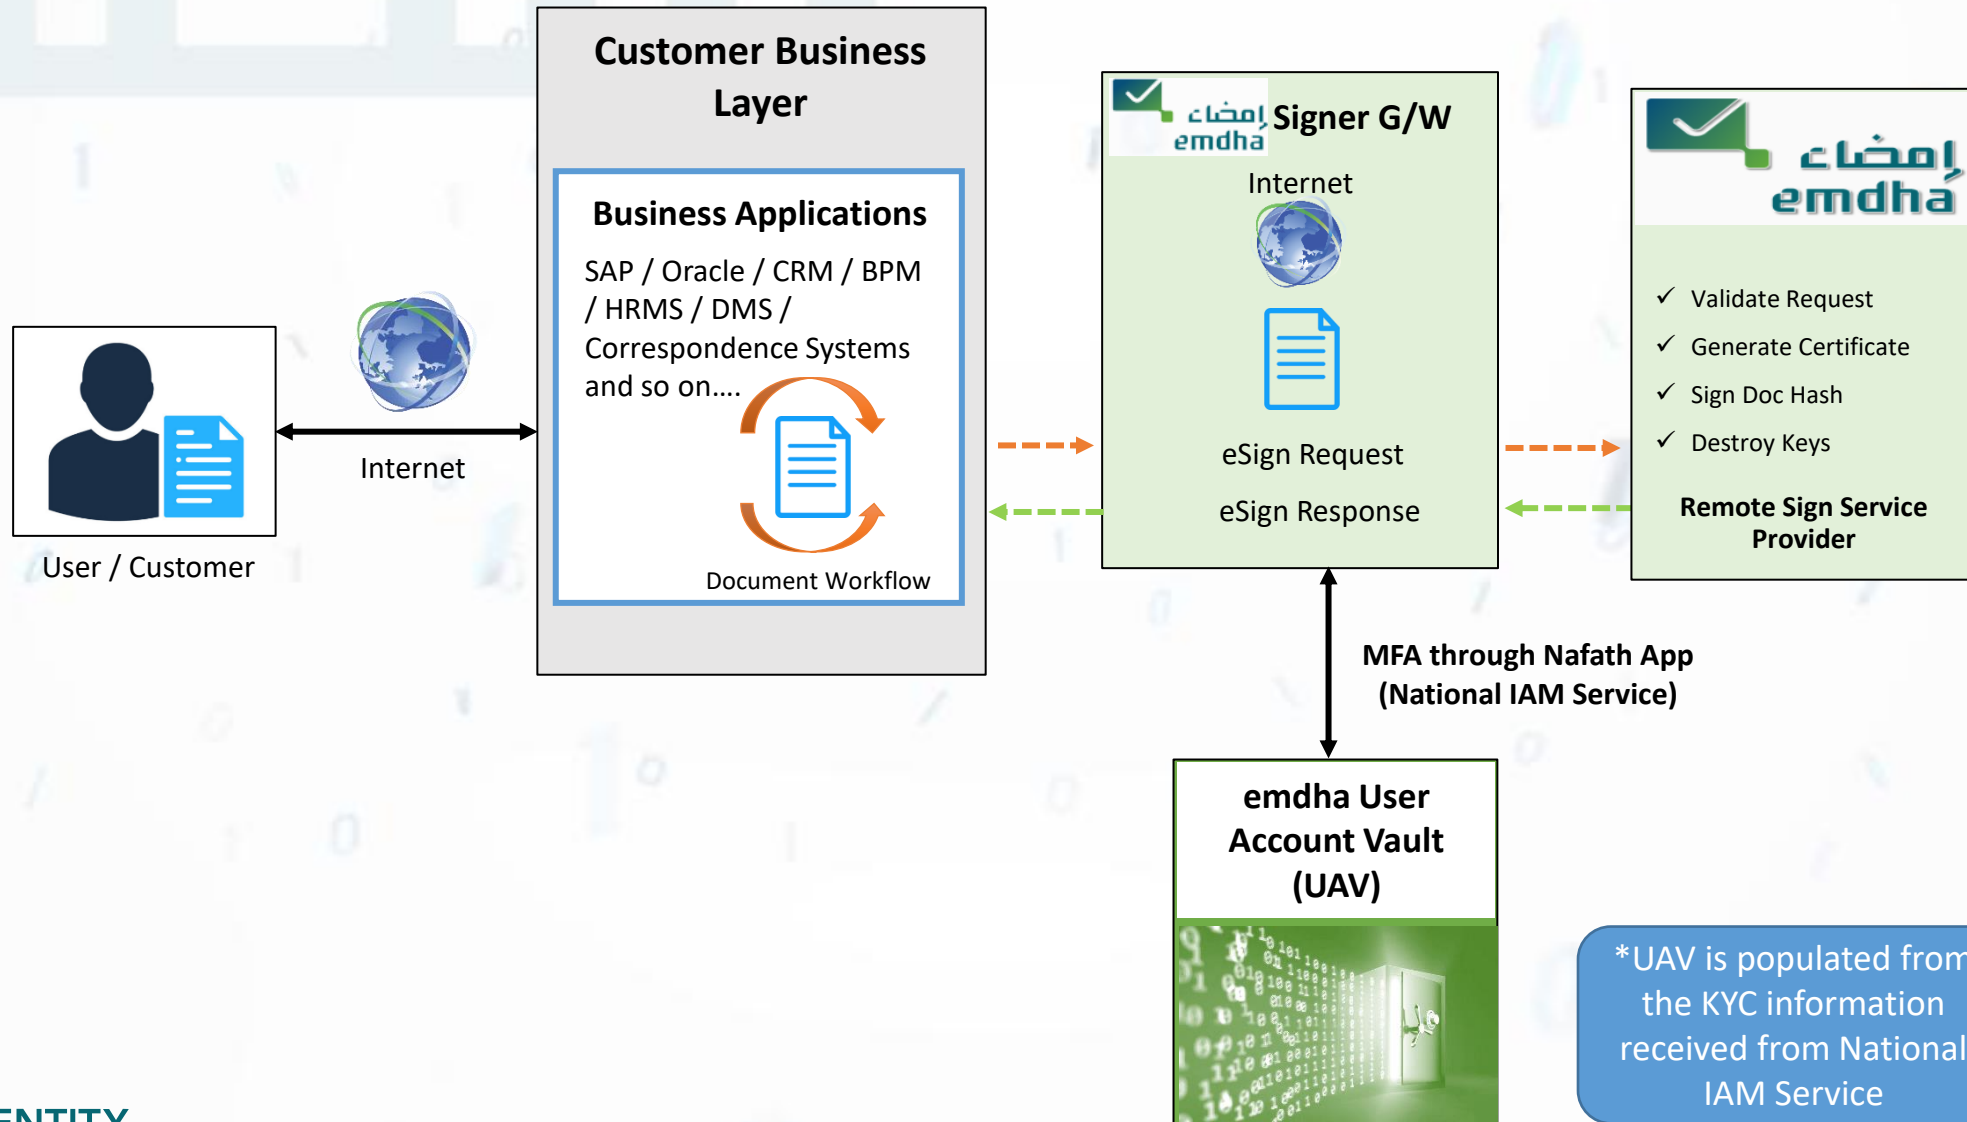 Customer Business
Layer
Business Applications
SAP / Oracle / CRM / BPM
/ HRMS / DMS /
Correspondence Systems
and so on....
Document Workflow
Internet
User / Customer
إمضاء
emdha
Signer G/W
Internet
eSign Request
eSign Response
إمضاء
emdha
✓ Validate Request
✓ Generate Certificate
✓ Sign Doc Hash
✓ Destroy Keys
Remote Sign Service
Provider
MFA through Nafath App
(National IAM Service)
emdha User
Account Vault
(UAV)
*UAV is populated from
the KYC information
received from National
IAM Service